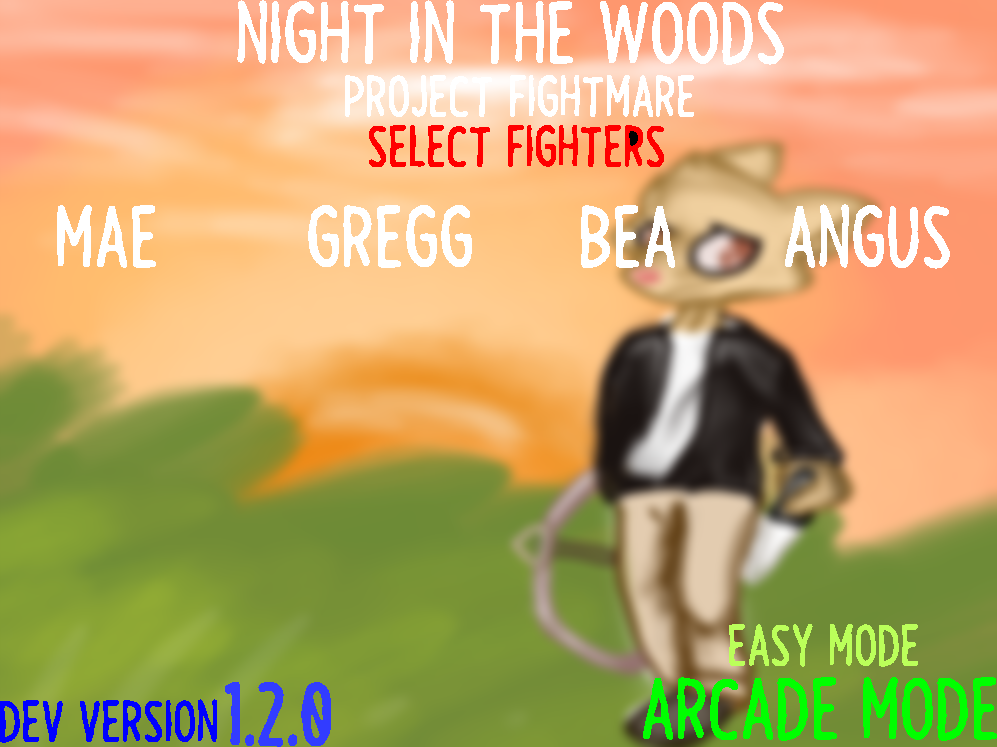 NIGHT IN THE WOODS
PROJECT FIGHTMARE
SELECT FIGHTERS
MAE GREGG BEA ANGUS
EASY MODE
ARCADE MODE
DEV VERSION 1.2.0